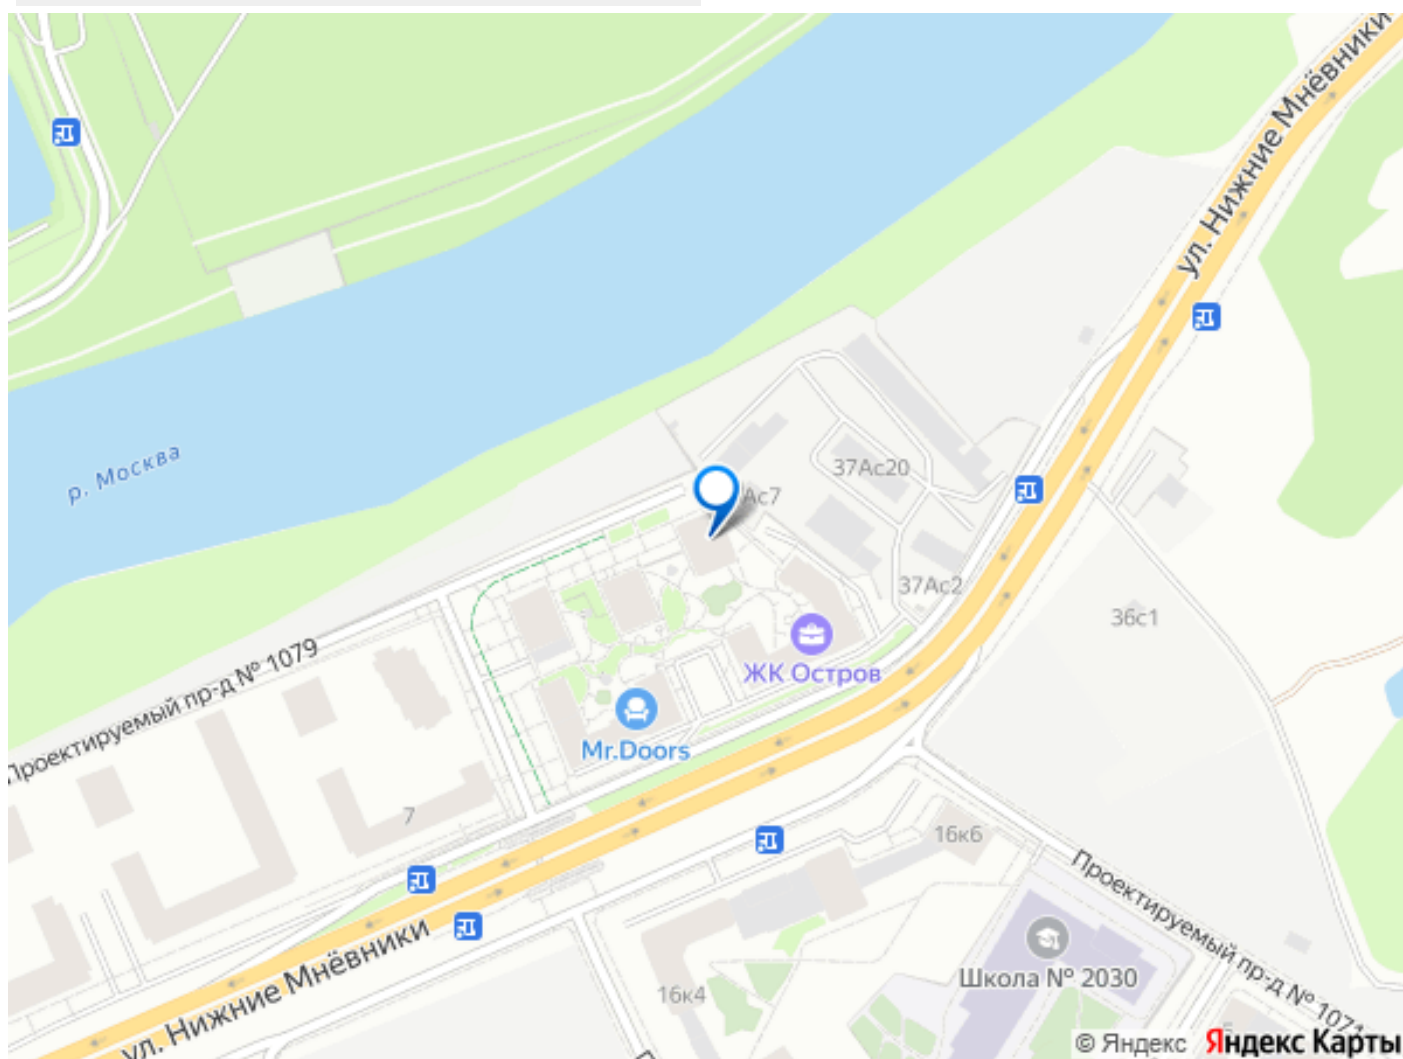 ул. Нижние Мнёвники
р. Москва
37Ас20
Ас7
37Ас2
36с1
ЖК Остров
Проектируемый пр-д № 1079
Mr.Doors
7
16к6
Проектируемый пр-д № 1071
ул. Нижние Мнёвники
Школа № 2030
16к4
© Яндекс Яндекс Карты